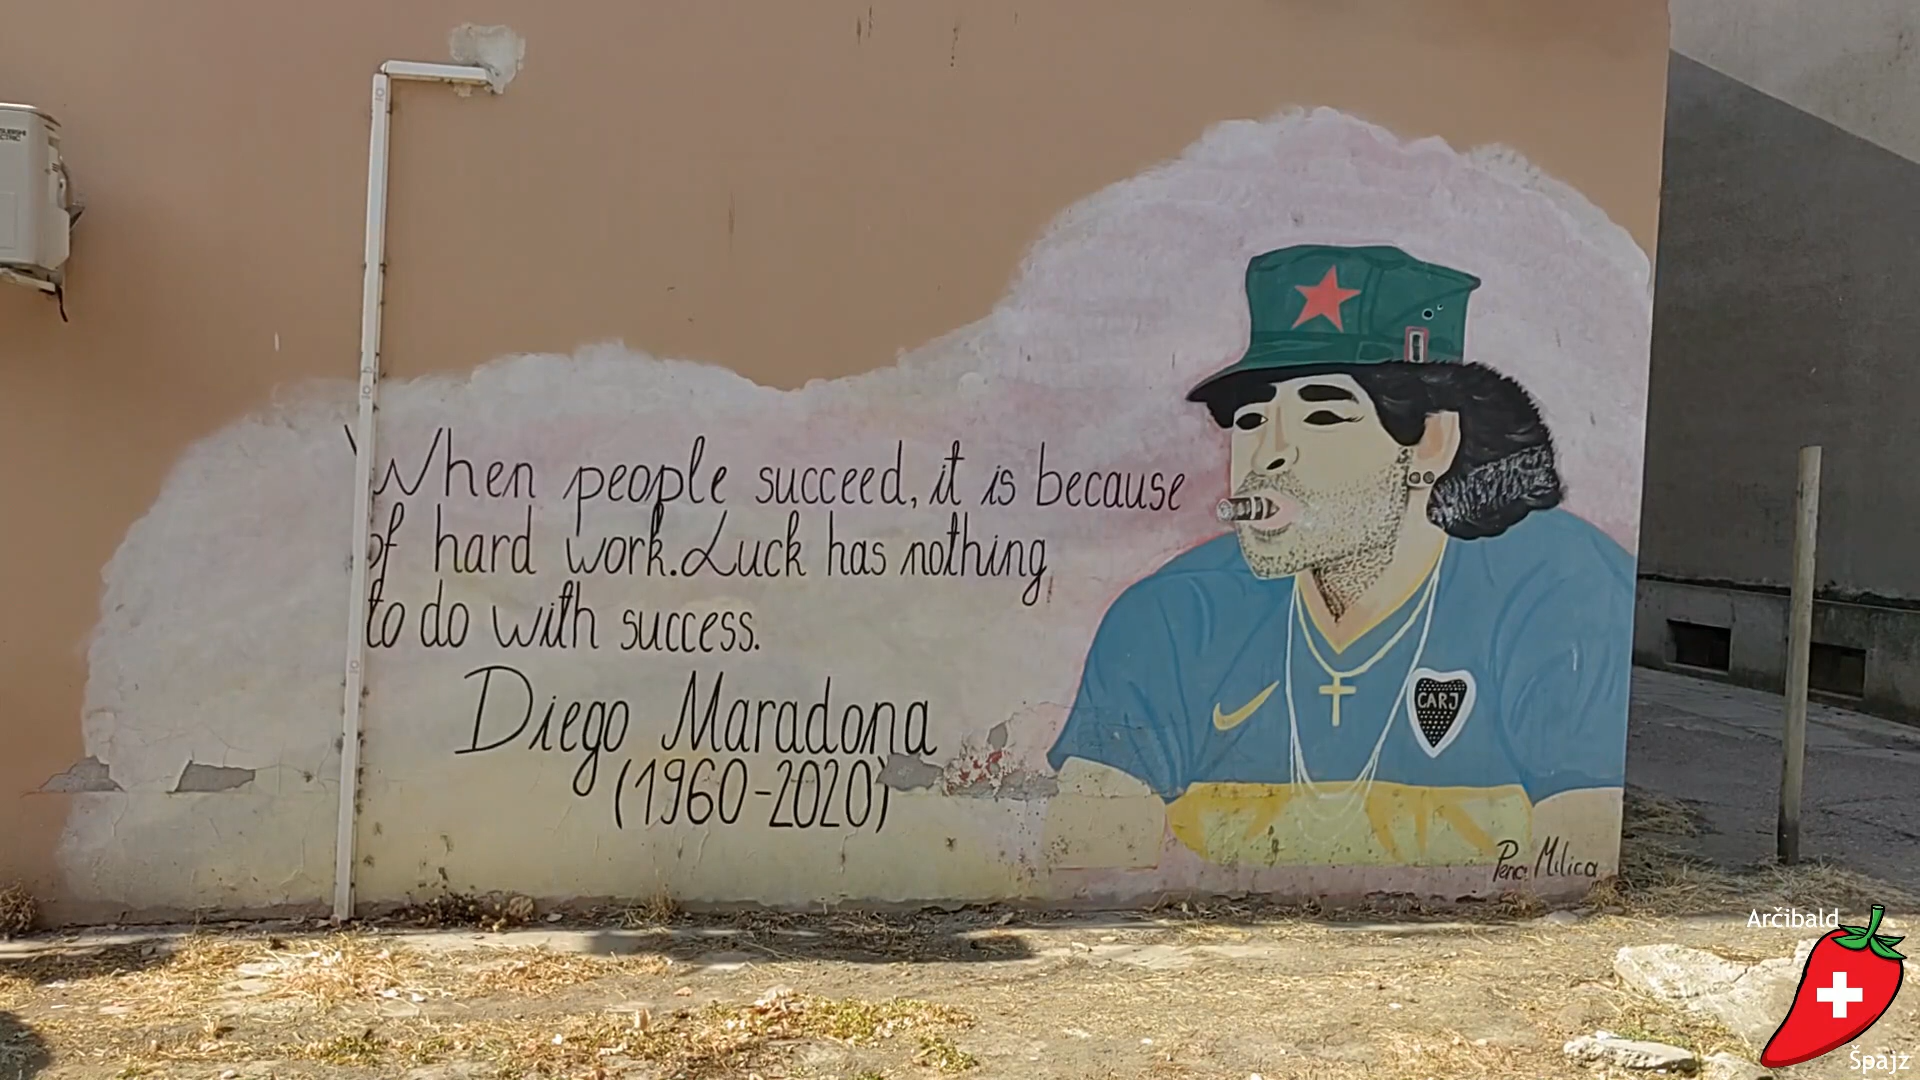 When people succeed, it is because
of hard work. Luck has nothing
to do with success.
Diego Maradona
(1960-2020)
CARJ
Milica
Arčibald
Špajz